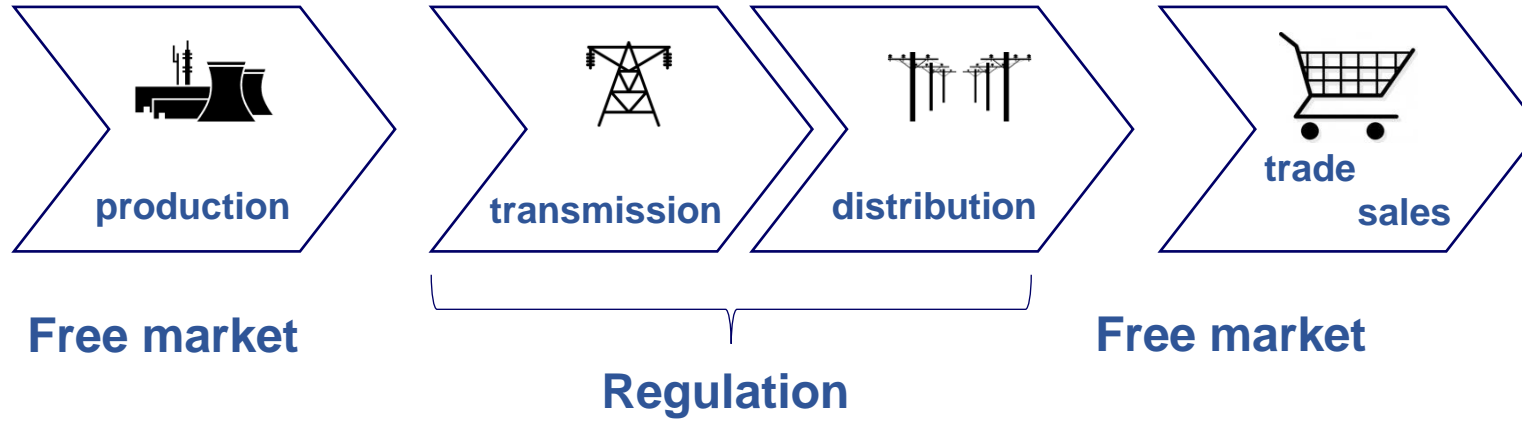 production
transmission
distribution
trade
sales
Free market
Regulation
Free market